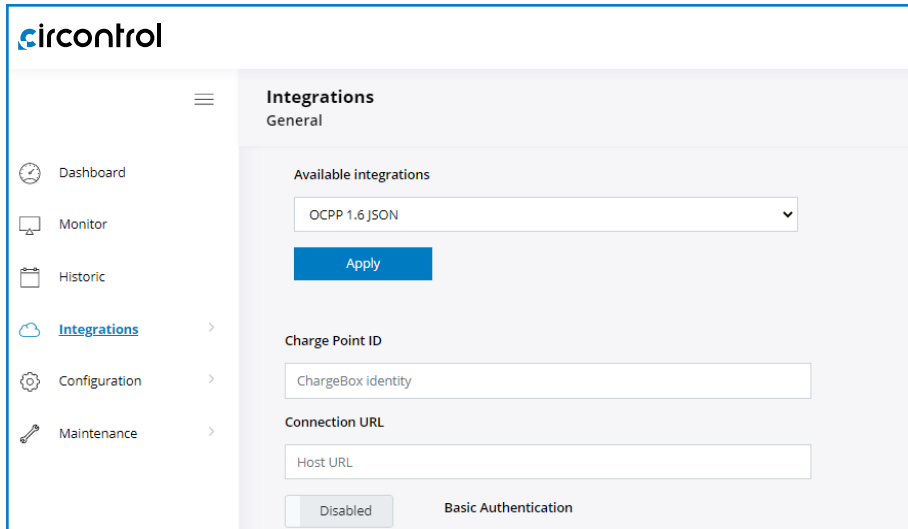 circontrol
Integrations
General
Dashboard
Monitor
Historic
Integrations
Configuration
Maintenance
Available integrations
OCPP 1.6 JSON
Apply
Charge Point ID
ChargeBox identity
Connection URL
Host URL
Disabled
Basic Authentication